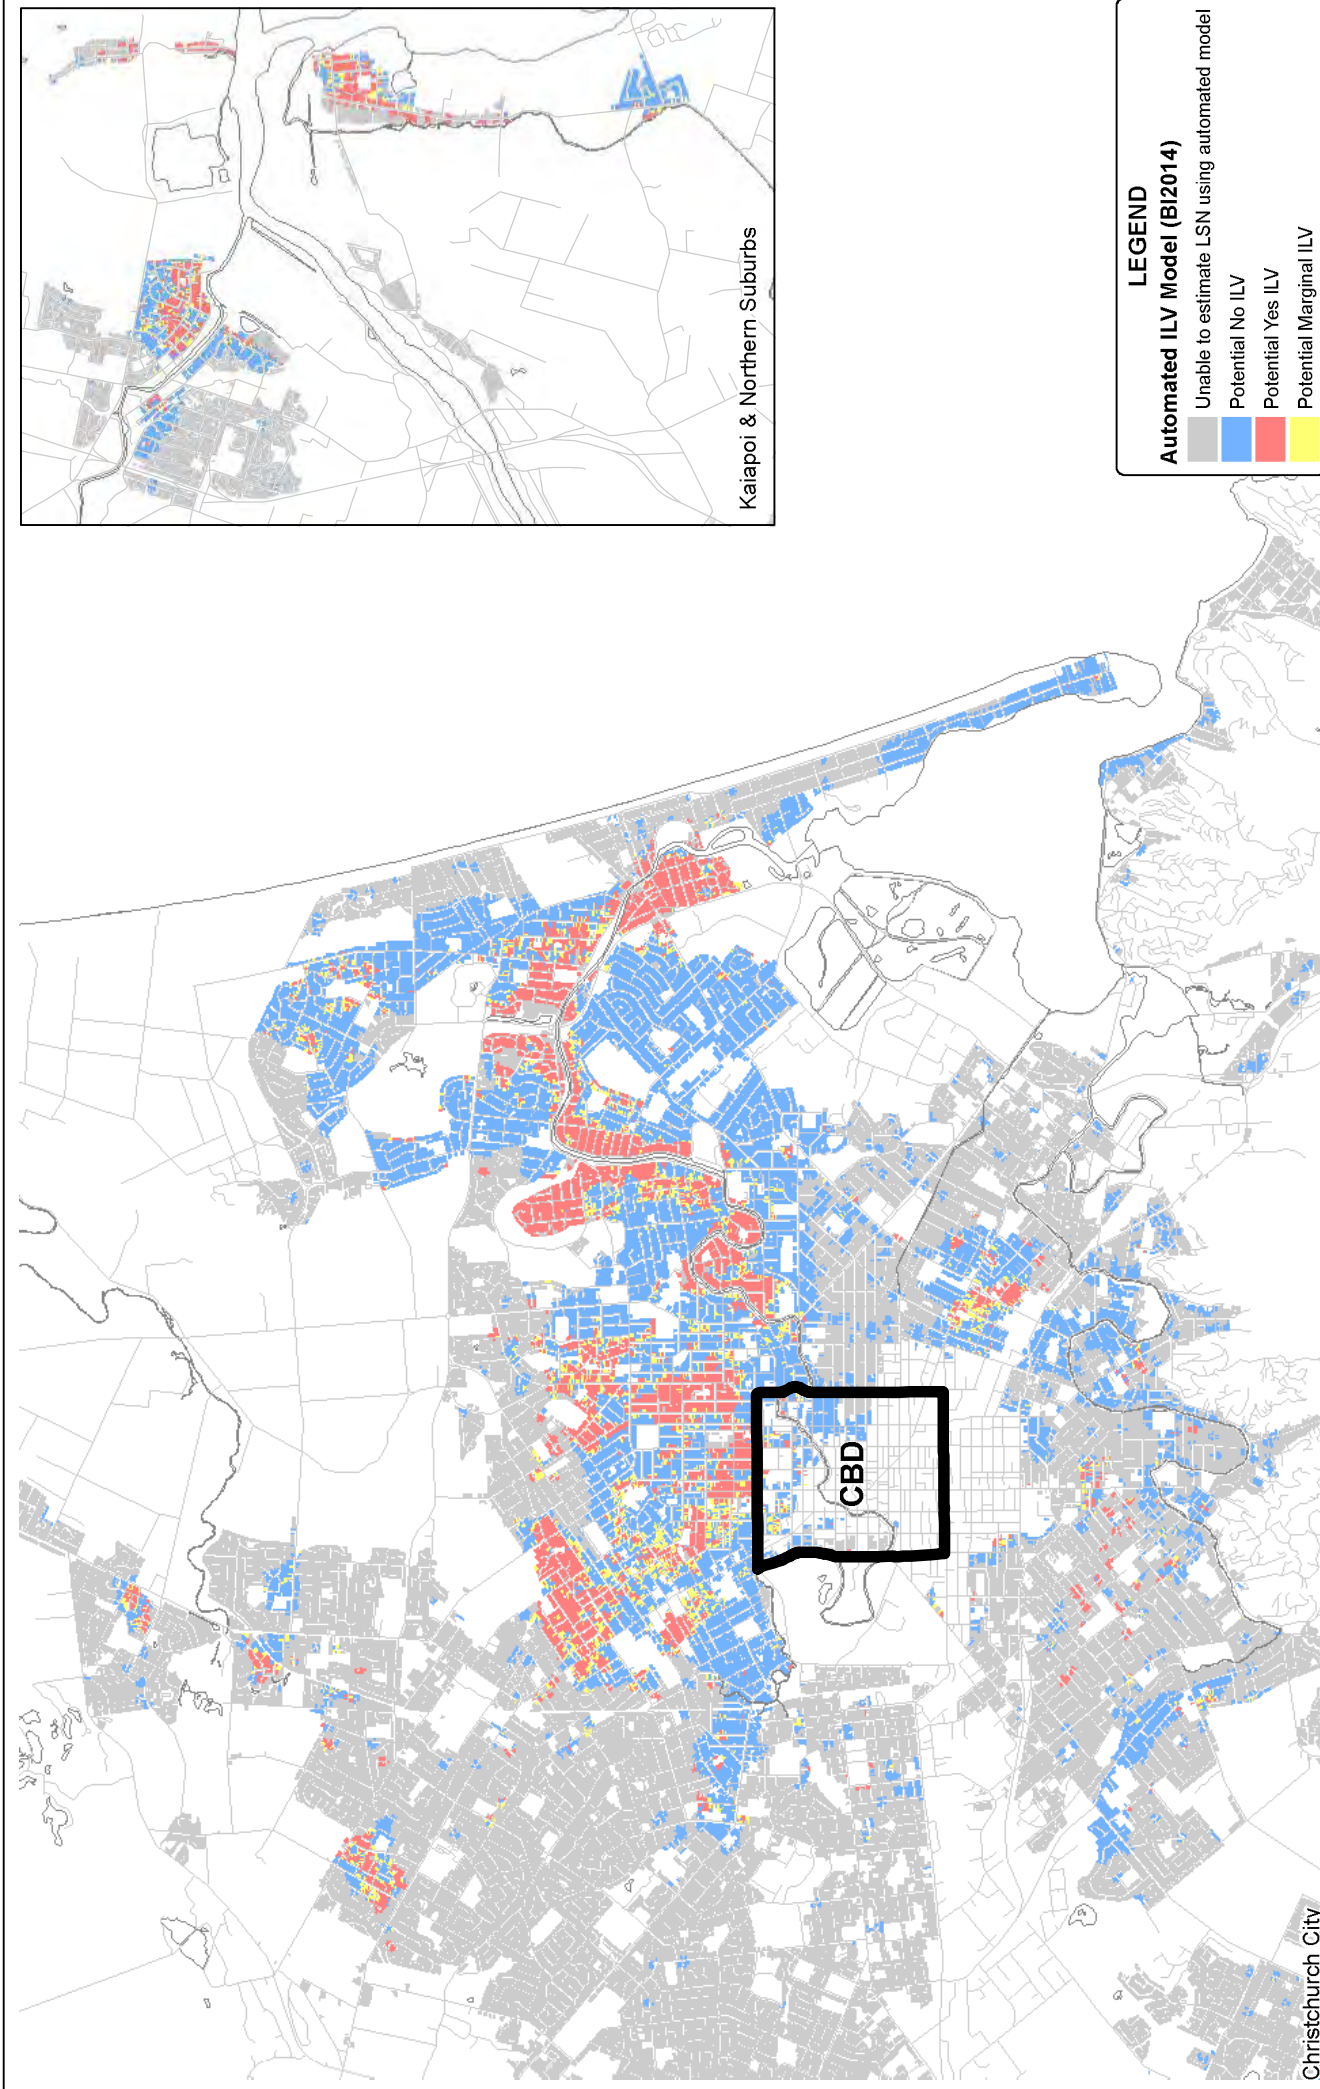 Kaiapoi & Northern Suburbs
LEGEND
Automated ILV Model (BI2014)
Unable to estimate LSN using automated model
Potential No ILV
Potential Yes ILV
Potential Marginal ILV
CBD
Christchurch City